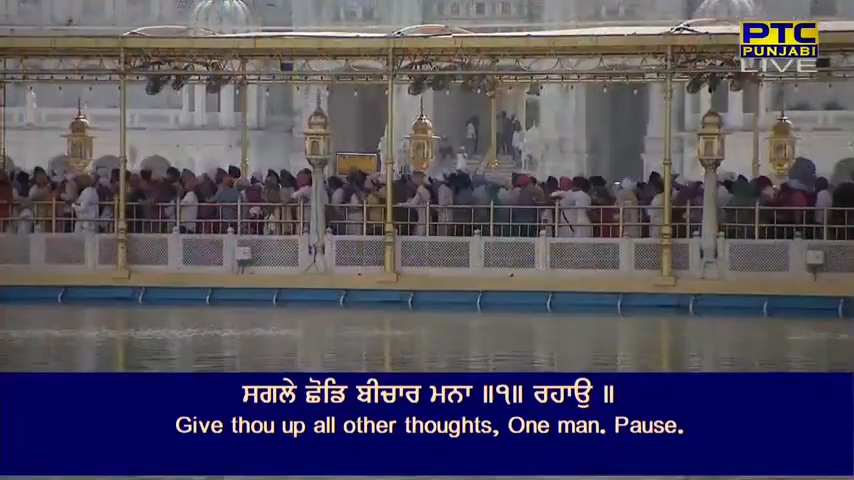 PTC
PUNJABI
LIVE
ਸਗਲੇ ਛੋਡਿ ਬੀਚਾਰ ਮਨਾ ॥੧॥ ਰਹਾਉ ॥
Give thou up all other thoughts, One man. Pause.